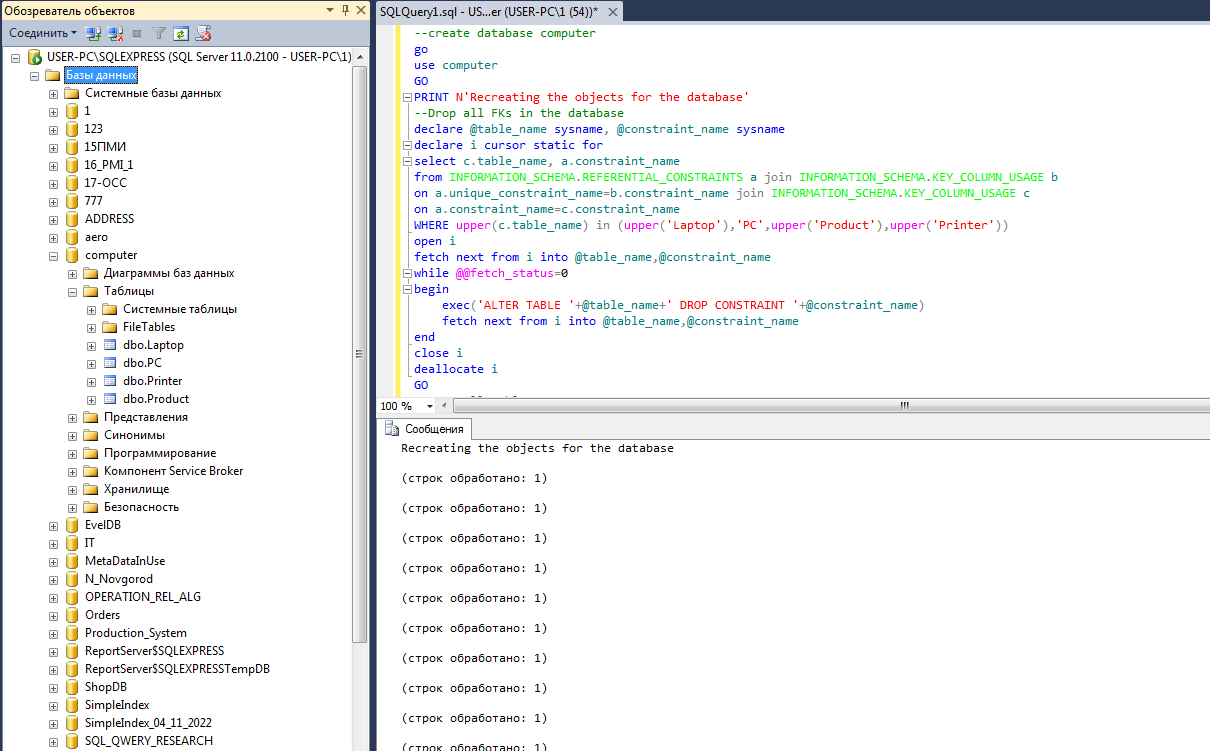 Обозреватель объектов
Соединить
USER-PC\SQLEXPRESS (SQL Server 11.0.2100 - USER-PC\1)
Базы данных
Системные базы данных
1
123
15ПМИ
16_PMI_1
17-ОСС
777
ADDRESS
aero
computer
Диаграммы баз данных
Таблицы
Системные таблицы
FileTables
dbo.Laptop
dbo.PC
dbo.Printer
dbo.Product
Представления
Синонимы
Программирование
Компонент Service Broker
Хранилище
Безопасность
EvelDB
IT
MetaDataInUse
N_Novgorod
OPERATION_REL_ALG
Orders
Production_System
ReportServer$SQLEXPRESS
ReportServer$SQLEXPRESSTempDB
ShopDB
SimpleIndex
SimpleIndex_04_11_2022
SQL_QWERY_RESEARCH
SQLQuery1.sql - US...er (USER-PC\1 (54))*
--create database computer
go
use computer
GO
PRINT N'Recreating the objects for the database'
--Drop all FKs in the database
declare @table_name sysname, @constraint_name sysname
declare i cursor static for
select c.table_name, a.constraint_name
from INFORMATION_SCHEMA.REFERENTIAL_CONSTRAINTS a join INFORMATION_SCHEMA.KEY_COLUMN_USAGE b
on a.unique_constraint_name=b.constraint_name join INFORMATION_SCHEMA.KEY_COLUMN_USAGE c
on a.constraint_name=c.constraint_name
WHERE upper(c.table_name) in (upper('Laptop'),'PC',upper('Product'),upper('Printer'))
open i
fetch next from i into @table_name,@constraint_name
while @@fetch_status=0
begin
exec('ALTER TABLE '+@table_name+' DROP CONSTRAINT '+@constraint_name)
fetch next from i into @table_name,@constraint_name
end
close i
deallocate i
GO
100 %
Сообщения
Recreating the objects for the database
(строк обработано: 1)
(строк обработано: 1)
(строк обработано: 1)
(строк обработано: 1)
(строк обработано: 1)
(строк обработано: 1)
(строк обработано: 1)
(строк обработано: 1)
(строк обработано: 1)
(строк обработано: 1)